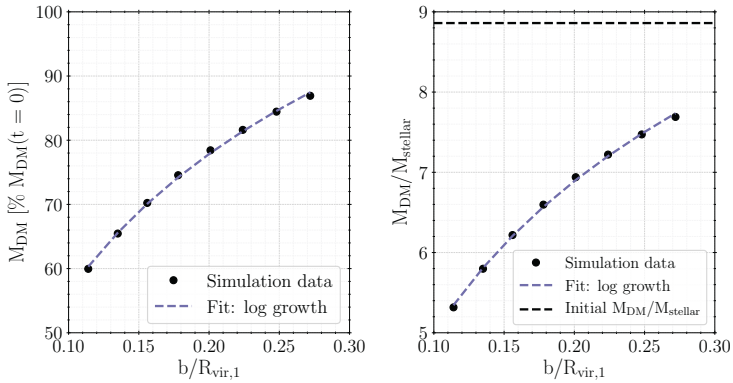 100
90
80
70
60
50
0.10
0.15
0.20
0.25
0.30
M_DM [% M_DM(t = 0)]
b/R_vir,1
Simulation data
Fit: log growth
9
8
7
6
5
0.10
0.15
0.20
0.25
0.30
M_DM/M_stellar
b/R_vir,1
Simulation data
Fit: log growth
Initial M_DM/M_stellar